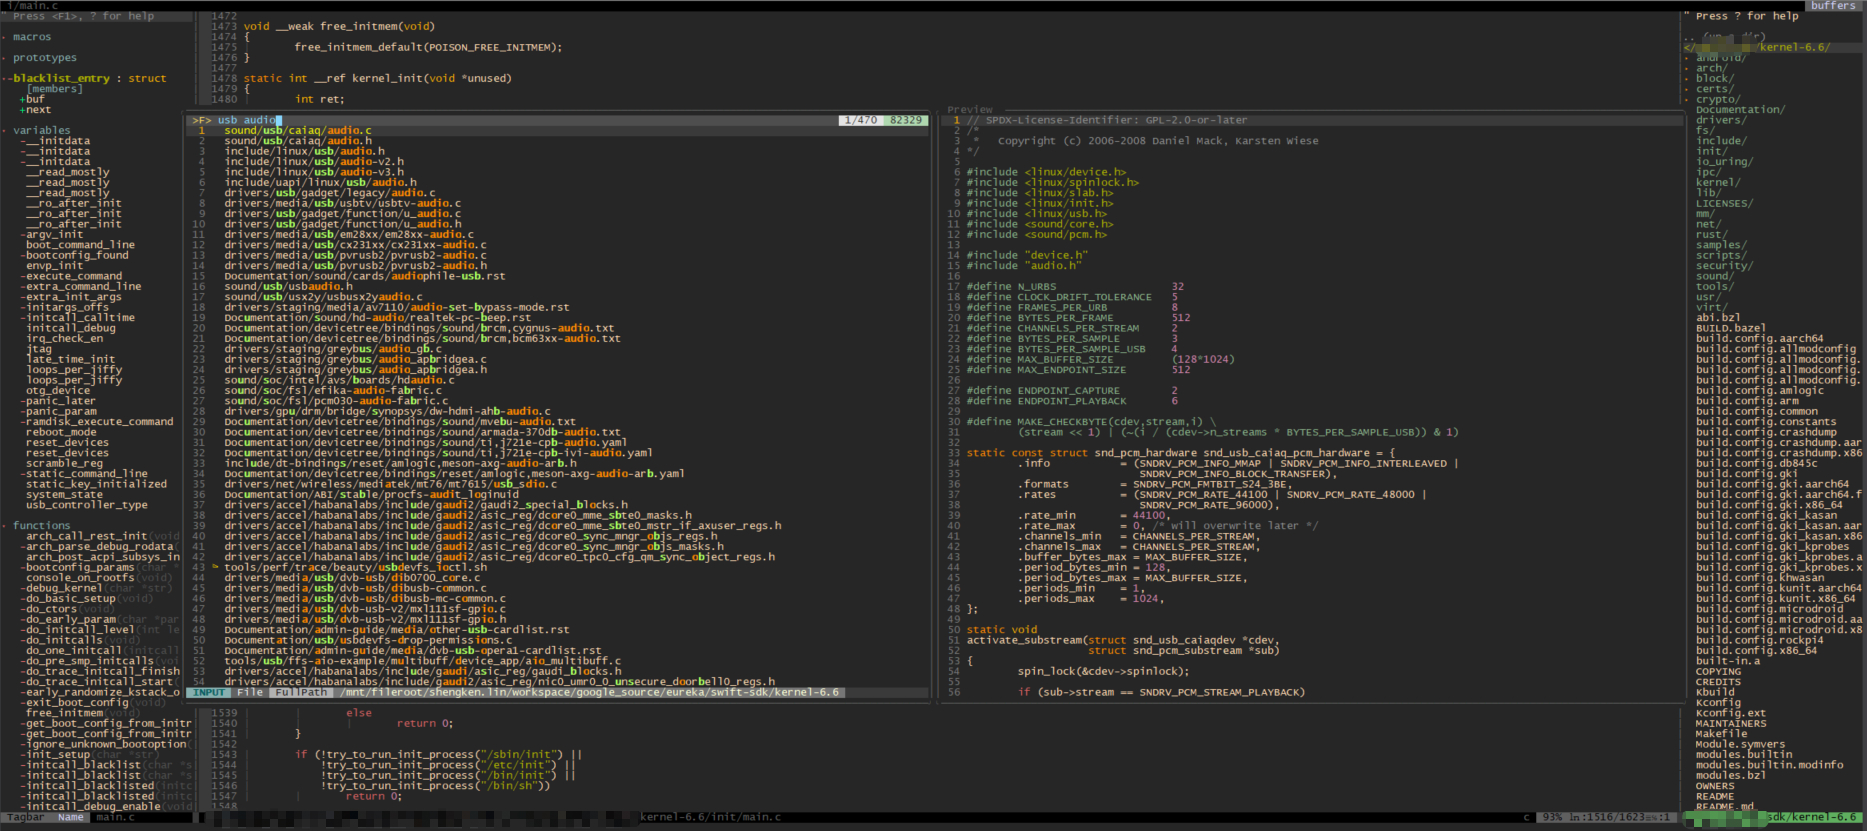 i/main.c
buffers
" Press <F1>, ? for help
macros
prototypes
-blacklist_entry : struct
[members]
+buf
+next
variables
-__initdata
-__initdata
-__initdata
__read_mostly
__read_mostly
__read_mostly
__ro_after_init
__ro_after_init
__ro_after_init
-argv_init
boot_command_line
-bootconfig_found
envp_init
-execute_command
-extra_command_line
-extra_init_args
-initargs_offs
-initcall_calltime
initcall_debug
irq_check_en
jtag
late_time_init
loops_per_jiffy
loops_per_jiffy
otg_device
-panic_later
-panic_param
-ramdisk_execute_command
reboot_mode
reset_devices
reset_devices
scramble_reg
-static_command_line
static_key_initialized
system_state
usb_controller_type
functions
arch_call_rest_init(void
-arch_parse_debug_rodata(
arch_post_acpi_subsys_in
-bootconfig_params(char *
console_on_rootfs(void)
-debug_kernel(char *str)
-do_basic_setup(void)
-do_ctors(void)
-do_early_param(char *par
-do_initcall_level(int le
-do_initcalls(void)
do_one_initcall(initcall
-do_pre_smp_initcalls(voi
-do_trace_initcall_finish
-do_trace_initcall_start(
-early_randomize_kstack_o
-exit_boot_config(void)
free_initmem(void)
-get_boot_config_from_initr
-get_boot_config_from_initr
-ignore_unknown_bootoption(
-init_setup(char *str)
-initcall_blacklist(char *s
-initcall_blacklist(char *s
-initcall_blacklisted(initc
-initcall_blacklisted(initc
-initcall_debug_enable(void
Tagbar Name main.c
1472
1473 void __weak free_initmem(void)
1474 {
1475 free_initmem_default(POISON_FREE_INITMEM);
1476 }
1477
1478 static int __ref kernel_init(void *unused)
1479 {
1480 int ret;
>F> usb audio 1/470 82329
1 sound/usb/caiaq/audio.c
2 sound/usb/caiaq/audio.h
3 include/linux/usb/audio.h
4 include/linux/usb/audio-v2.h
5 include/linux/usb/audio-v3.h
6 include/uapi/linux/usb/audio.h
7 drivers/usb/gadget/legacy/audio.c
8 drivers/media/usb/usbtv/usbtv-audio.c
9 drivers/usb/gadget/function/u_audio.c
10 drivers/usb/gadget/function/u_audio.h
11 drivers/media/usb/em28xx/em28xx-audio.c
12 drivers/media/usb/cx231xx/cx231xx-audio.c
13 drivers/media/usb/pvrusb2/pvrusb2-audio.c
14 drivers/media/usb/pvrusb2/pvrusb2-audio.h
15 Documentation/sound/cards/audiophile-usb.rst
16 sound/usb/usbaudio.h
17 sound/usb/usx2y/usbusx2yaudio.c
18 drivers/staging/media/av7110/audio-set-bypass-mode.rst
19 Documentation/sound/hd-audio/realtek-pc-beep.rst
20 Documentation/devicetree/bindings/sound/brcm,cygnus-audio.txt
21 Documentation/devicetree/bindings/sound/brcm,bcm63xx-audio.txt
22 drivers/staging/greybus/audio_gb.c
23 drivers/staging/greybus/audio_apbridgea.c
24 drivers/staging/greybus/audio_apbridgea.h
25 sound/soc/intel/avs/boards/hdaudio.c
26 sound/soc/fsl/efika-audio-fabric.c
27 sound/soc/fsl/pcm030-audio-fabric.c
28 drivers/gpu/drm/bridge/synopsys/dw-hdmi-ahb-audio.c
29 Documentation/devicetree/bindings/sound/mvebu-audio.txt
30 Documentation/devicetree/bindings/sound/armada-370db-audio.txt
31 Documentation/devicetree/bindings/sound/ti,j721e-cpb-audio.yaml
32 Documentation/devicetree/bindings/sound/ti,j721e-cpb-ivi-audio.yaml
33 include/dt-bindings/reset/amlogic,meson-axg-audio-arb.h
34 Documentation/devicetree/bindings/reset/amlogic,meson-axg-audio-arb.yaml
35 drivers/net/wireless/mediatek/mt76/mt7615/usb_sdio.c
36 Documentation/ABI/stable/procfs-audit_loginuid
37 drivers/accel/habanalabs/include/gaudi2/gaudi2_special_blocks.h
38 drivers/accel/habanalabs/include/gaudi2/asic_reg/dcore0_mme_sbte0_masks.h
39 drivers/accel/habanalabs/include/gaudi2/asic_reg/dcore0_mme_sbte0_mstr_if_axuser_regs.h
40 drivers/accel/habanalabs/include/gaudi2/asic_reg/dcore0_sync_mngr_objs_regs.h
41 drivers/accel/habanalabs/include/gaudi2/asic_reg/dcore0_sync_mngr_objs_masks.h
42 drivers/accel/habanalabs/include/gaudi2/asic_reg/dcore0_tpc0_cfg_qm_sync_object_regs.h
43 tools/perf/trace/beauty/usbdevfs_ioctl.sh
44 drivers/media/usb/dvb-usb/dib0700_core.c
45 drivers/media/usb/dvb-usb/dibusb-common.c
46 drivers/media/usb/dvb-usb/dibusb-mc-common.c
47 drivers/media/usb/dvb-usb-v2/mxl111sf-gpio.c
48 drivers/media/usb/dvb-usb-v2/mxl111sf-gpio.h
49 Documentation/admin-guide/media/other-usb-cardlist.rst
50 Documentation/usb/usbdevfs-drop-permissions.c
51 Documentation/admin-guide/media/dvb-usb-opera1-cardlist.rst
52 tools/usb/ffs-aio-example/multibuff/device_app/aio_multibuff.c
53 drivers/accel/habanalabs/include/gaudi/asic_reg/gaudi_blocks.h
54 drivers/accel/habanalabs/include/gaudi2/asic_reg/nic0_umr0_0_unsecure_doorbell0_regs.h
INPUT File FullPath /mnt/fileroot/shengken.lin/workspace/google_source/eureka/swift-sdk/kernel-6.6
1539 else
1540 return 0;
1541 }
1542
1543 if (!try_to_run_init_process("/sbin/init") ||
1544 !try_to_run_init_process("/etc/init") ||
1545 !try_to_run_init_process("/bin/init") ||
1546 !try_to_run_init_process("/bin/sh"))
1547 return 0;
1548
kernel-6.6/init/main.c
c 93% ln:1516/1623
Preview
1 // SPDX-License-Identifier: GPL-2.0-or-later
2 /*
3 * Copyright (c) 2006-2008 Daniel Mack, Karsten Wiese
4 */
5
6 #include <linux/device.h>
7 #include <linux/spinlock.h>
8 #include <linux/slab.h>
9 #include <linux/init.h>
10 #include <linux/usb.h>
11 #include <sound/core.h>
12 #include <sound/pcm.h>
13
14 #include "device.h"
15 #include "audio.h"
16
17 #define N_URBS 32
18 #define CLOCK_DRIFT_TOLERANCE 5
19 #define FRAMES_PER_URB 8
20 #define BYTES_PER_FRAME 512
21 #define CHANNELS_PER_STREAM 2
22 #define BYTES_PER_SAMPLE 3
23 #define BYTES_PER_SAMPLE_USB 4
24 #define MAX_BUFFER_SIZE (128*1024)
25 #define MAX_ENDPOINT_SIZE 512
26
27 #define ENDPOINT_CAPTURE 2
28 #define ENDPOINT_PLAYBACK 6
29
30 #define MAKE_CHECKBYTE(cdev,stream,i) \
31 (stream << 1) | (~(i / (cdev->n_streams * BYTES_PER_SAMPLE_USB)) & 1)
32
33 static const struct snd_pcm_hardware snd_usb_caiaq_pcm_hardware = {
34 .info = (SNDRV_PCM_INFO_MMAP | SNDRV_PCM_INFO_INTERLEAVED |
35 SNDRV_PCM_INFO_BLOCK_TRANSFER),
36 .formats = SNDRV_PCM_FMTBIT_S24_3BE,
37 .rates = (SNDRV_PCM_RATE_44100 | SNDRV_PCM_RATE_48000 |
38 SNDRV_PCM_RATE_96000),
39 .rate_min = 44100,
40 .rate_max = 0, /* will overwrite later */
41 .channels_min = CHANNELS_PER_STREAM,
42 .channels_max = CHANNELS_PER_STREAM,
43 .buffer_bytes_max = MAX_BUFFER_SIZE,
44 .period_bytes_min = 128,
45 .period_bytes_max = MAX_BUFFER_SIZE,
46 .periods_min = 1,
47 .periods_max = 1024,
48 };
49
50 static void
51 activate_substream(struct snd_usb_caiaqdev *cdev,
52 struct snd_pcm_substream *sub)
53 {
54 spin_lock(&cdev->spinlock);
55
56 if (sub->stream == SNDRV_PCM_STREAM_PLAYBACK)
" Press ? for help
.. (up a dir)
</ /kernel-6.6/
android/
arch/
block/
certs/
crypto/
Documentation/
drivers/
fs/
include/
init/
io_uring/
ipc/
kernel/
lib/
LICENSES/
mm/
net/
rust/
samples/
scripts/
security/
sound/
tools/
usr/
virt/
abi.bzl
BUILD.bazel
build.config.aarch64
build.config.allmodconfig
build.config.allmodconfig.
build.config.allmodconfig.
build.config.allmodconfig.
build.config.amlogic
build.config.arm
build.config.common
build.config.constants
build.config.crashdump
build.config.crashdump.aar
build.config.crashdump.x86
build.config.db845c
build.config.gki
build.config.gki.aarch64
build.config.gki.aarch64.f
build.config.gki.x86_64
build.config.gki_kasan
build.config.gki_kasan.aar
build.config.gki_kasan.x86
build.config.gki_kprobes
build.config.gki_kprobes.a
build.config.gki_kprobes.x
build.config.khwasan
build.config.kunit.aarch64
build.config.kunit.x86_64
build.config.microdroid
build.config.microdroid.aa
build.config.microdroid.x8
build.config.rockpi4
build.config.x86_64
built-in.a
COPYING
CREDITS
Kbuild
Kconfig
Kconfig.ext
MAINTAINERS
Makefile
Module.symvers
modules.builtin
modules.builtin.modinfo
modules.bzl
OWNERS
README
README.md
sdk/kernel-6.6